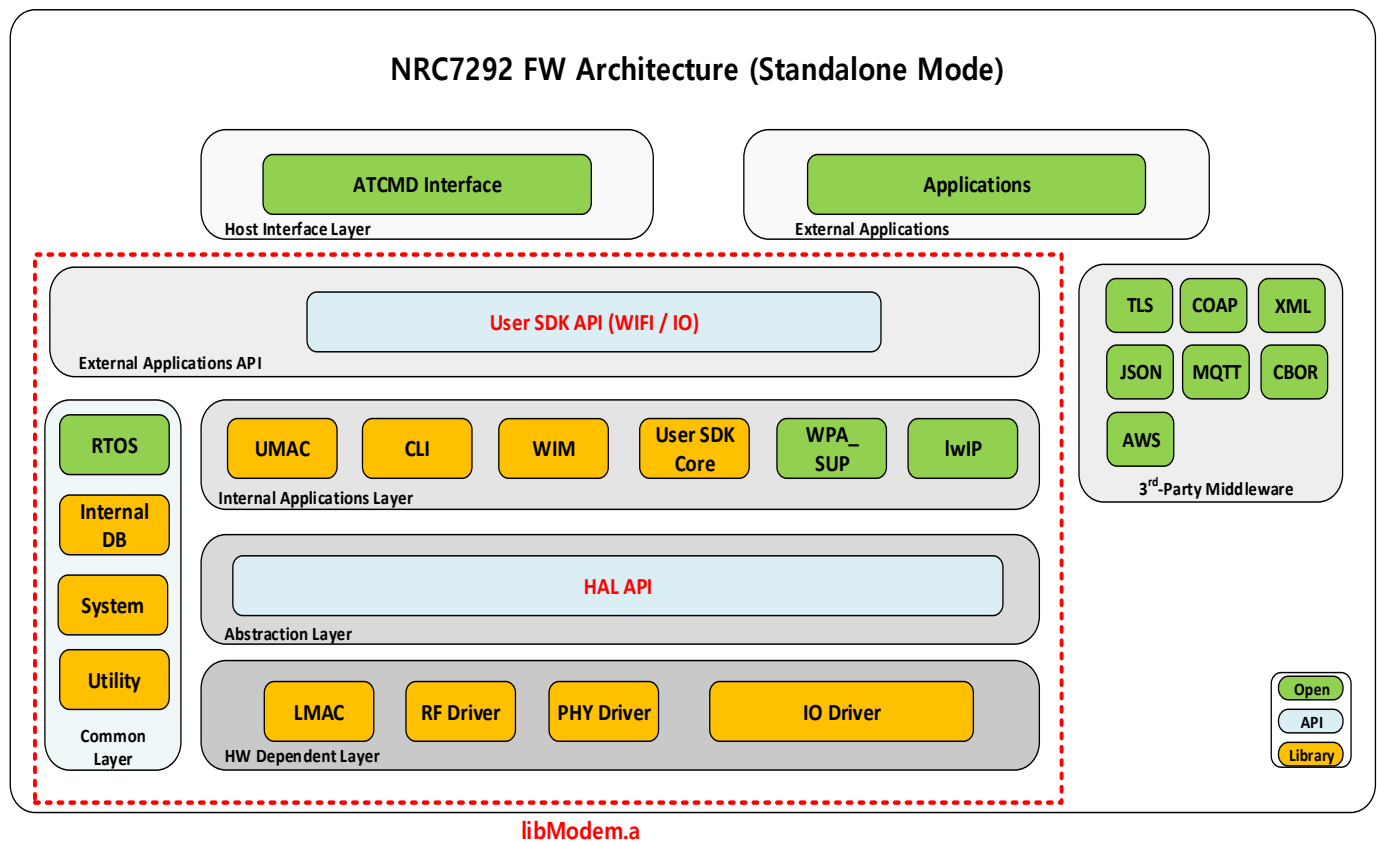 NRC7292 FW Architecture (Standalone Mode)
ATCMD Interface
Host Interface Layer
Applications
External Applications
User SDK API (WIFI / IO)
External Applications API
TLS
COAP
XML
JSON
MQTT
CBOR
AWS
3rd-Party Middleware
RTOS
Internal
DB
System
Utility
Common
Layer
UMAC
CLI
WIM
User SDK
Core
WPA_
SUP
lwIP
Internal Applications Layer
HAL API
Abstraction Layer
LMAC
RF Driver
PHY Driver
IO Driver
HW Dependent Layer
Open
API
Library
libModem.a